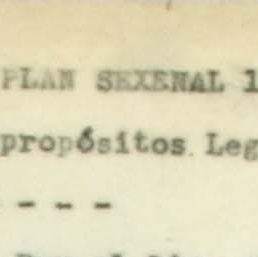 PLAN SEXENAL 1
propósitos. Leg
- - - -